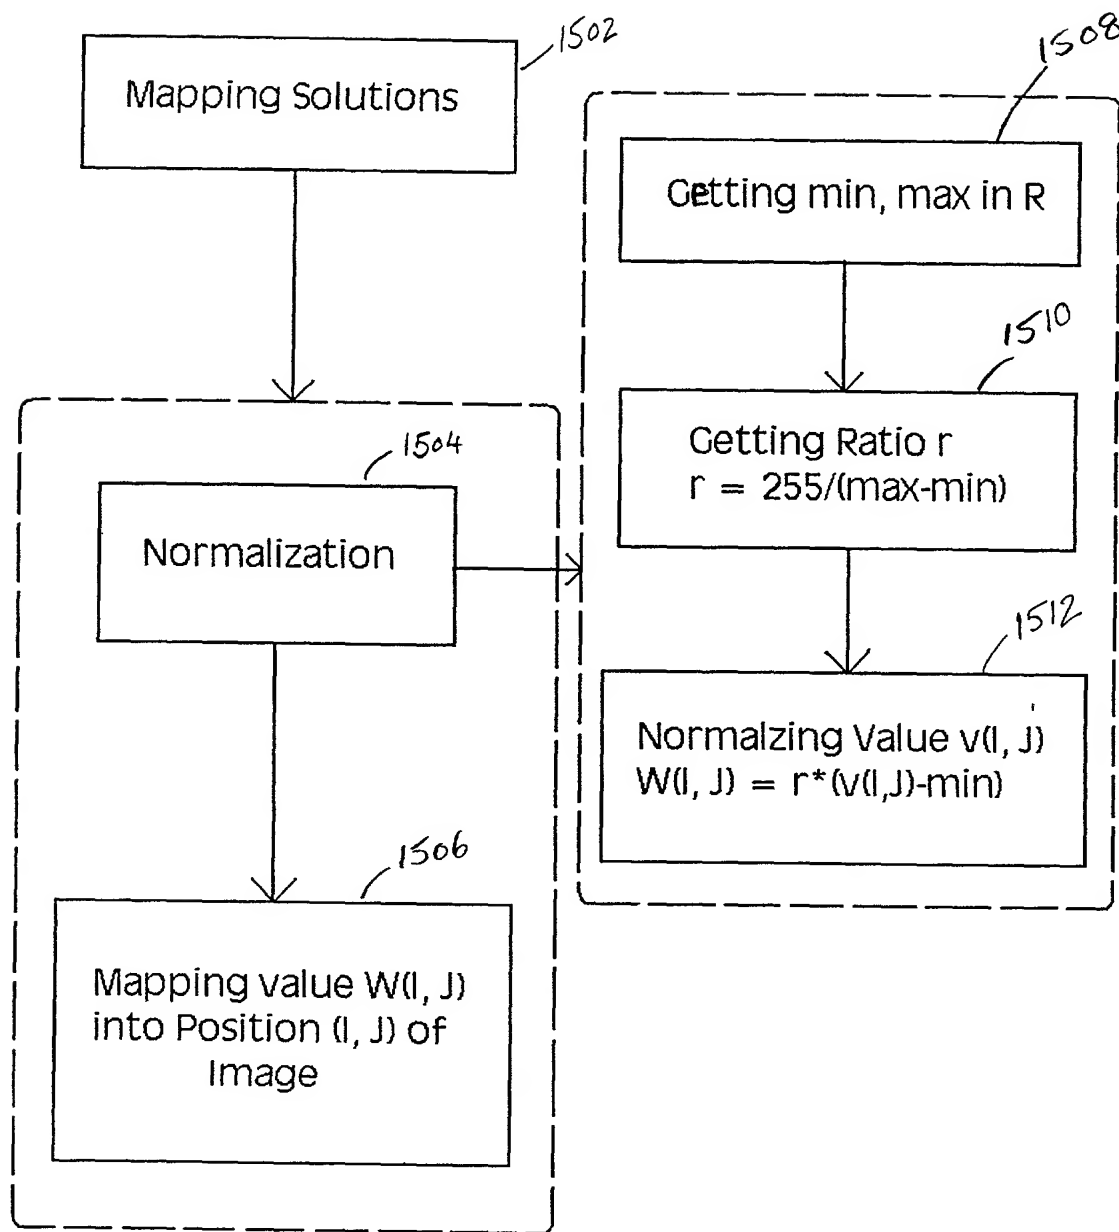 1502
Mapping Solutions
1504
Normalization
1506
Mapping value W(I, J)
into Position (I, J) of
Image
1508
Getting min, max in R
1510
Getting Ratio r
r = 255/(max-min)
1512
Normalzing Value v(I, J)
W(I, J) = r*(v(I,J)-min)